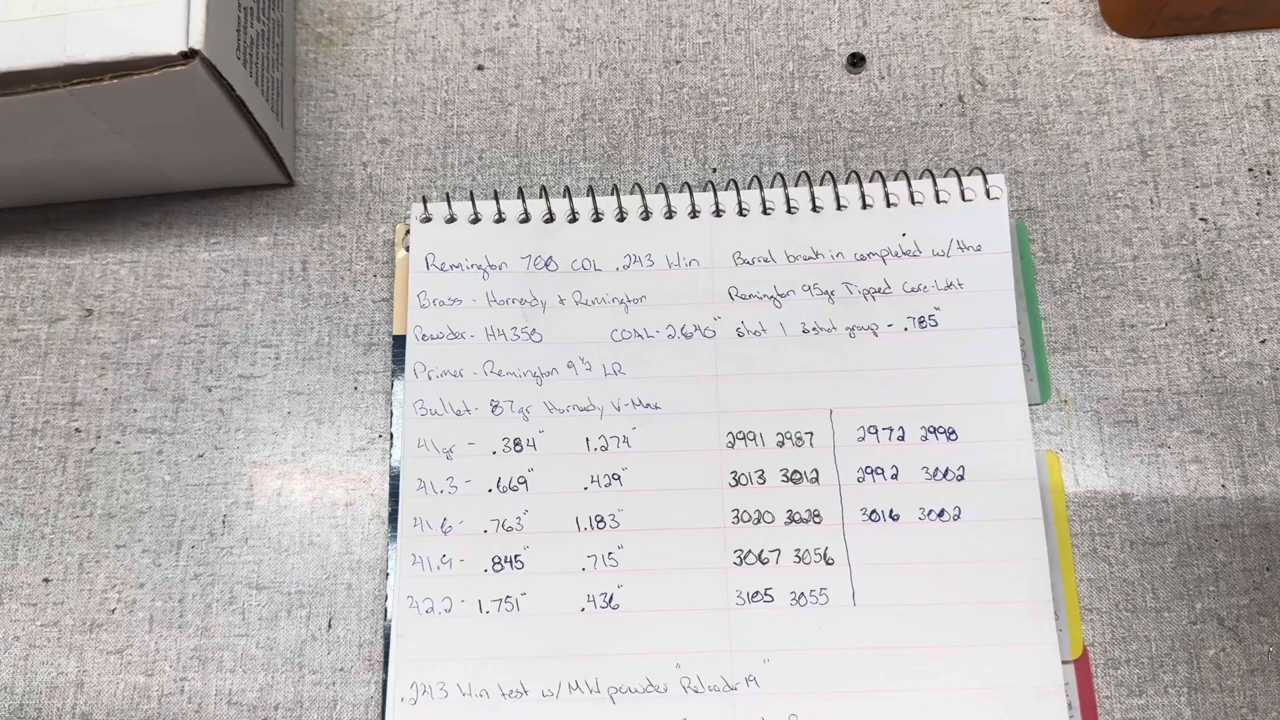 Remington 700 CDL .243 Win Barrel break in completed w/the
Brass - Hornady & Remington Remington 95gr Tipped Core-Lokt
Powder - H4350 COAL - 2.640" shot 1 3 shot group - .785"
Primer - Remington 9 1/2 LR
Bullet - 87gr Hornady V-Max
41gr - .384" 1.274" 2991 2987 2972 2998
41.3 - .669" .429" 3013 3012 2992 3002
41.6 - .763" 1.183" 3020 3028 3016 3002
41.9 - .845" .715" 3067 3056
42.2 - 1.751" .436" 3105 3055
.243 Win test w/MW powder "Reloder 19"